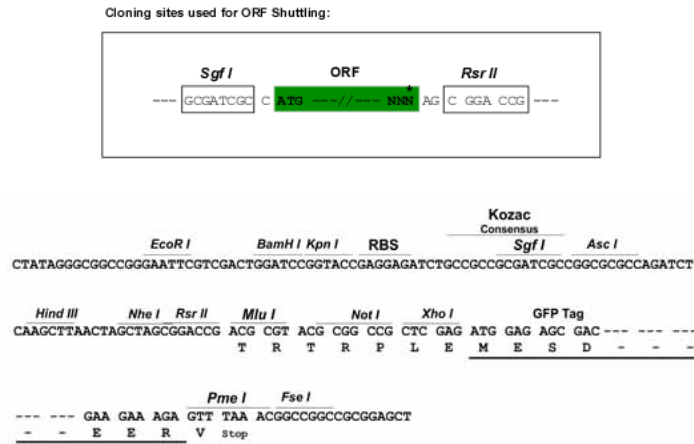 Cloning sites used for ORF Shuttling:
Sgf I ORF Rsr II
--- GCGATCGC C ATG ---//--- NNN AG C GGA CCG ---
*
Kozac
Consensus
EcoR I BamH I Kpn I RBS Sgf I Asc I
CTATAGGGCGGCCGGGAATTCGTCGACTGGATCCGGTACCGAGGAGATCTGCCGCCGCGATCGCCGGCGCGCCAGATCT
Hind III Nhe I Rsr II Mlu I Not I Xho I GFP Tag
CAAGCTTAACTAGCTAGCGGACCG ACG CGT ACG CGG CCG CTC GAG ATG GAG AGC GAC--- --- ---
T R T R P L E M E S D - - -
Pme I Fse I
--- --- GAA GAA AGA GTT TAA ACGGCCGGCCGCGGAGCT
- - E E R V Stop